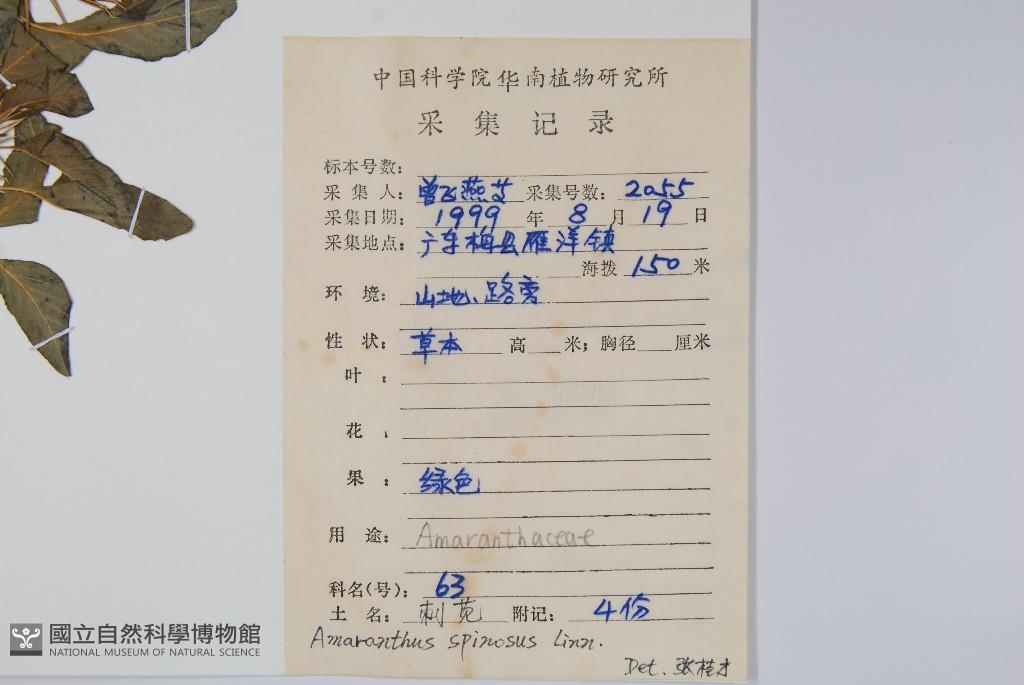 中国科学院华南植物研究所
采集记录
标本号数:
采集人: 曾飞燕艾 采集号数: 2055
采集日期: 1999 年 8 月 19 日
采集地点: 广东梅县雁洋镇
海拨 150 米
环境: 山地、路旁
性状: 草本 高 米; 胸径 厘米
叶:
花:
果: 绿色
用途: Amaranthaceae
科名(号): 63
土名: 刺苋 附记: 4份
Amaranthus spinosus Linn.
Det. 张桂才
國立自然科學博物館
NATIONAL MUSEUM OF NATURAL SCIENCE